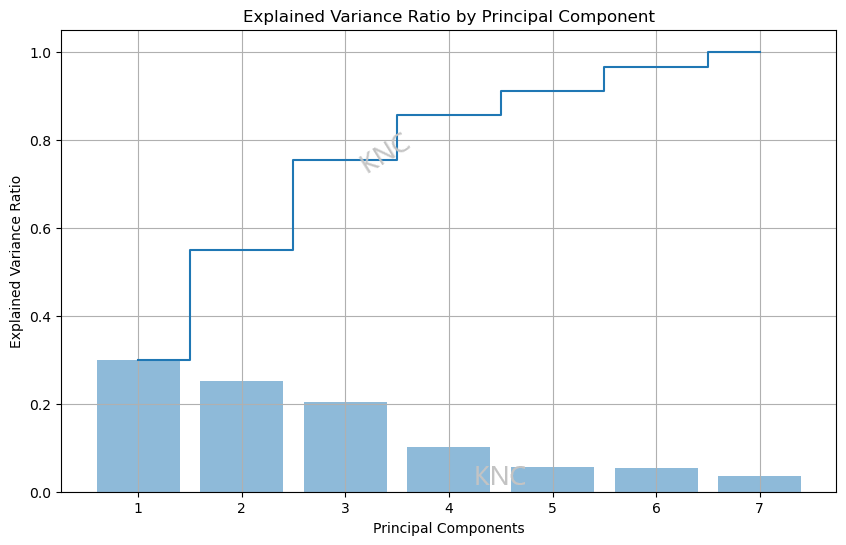 Explained Variance Ratio by Principal Component
Explained Variance Ratio
1.0
0.8
0.6
0.4
0.2
0.0
KNC
KNC
1 2 3 4 5 6 7
Principal Components